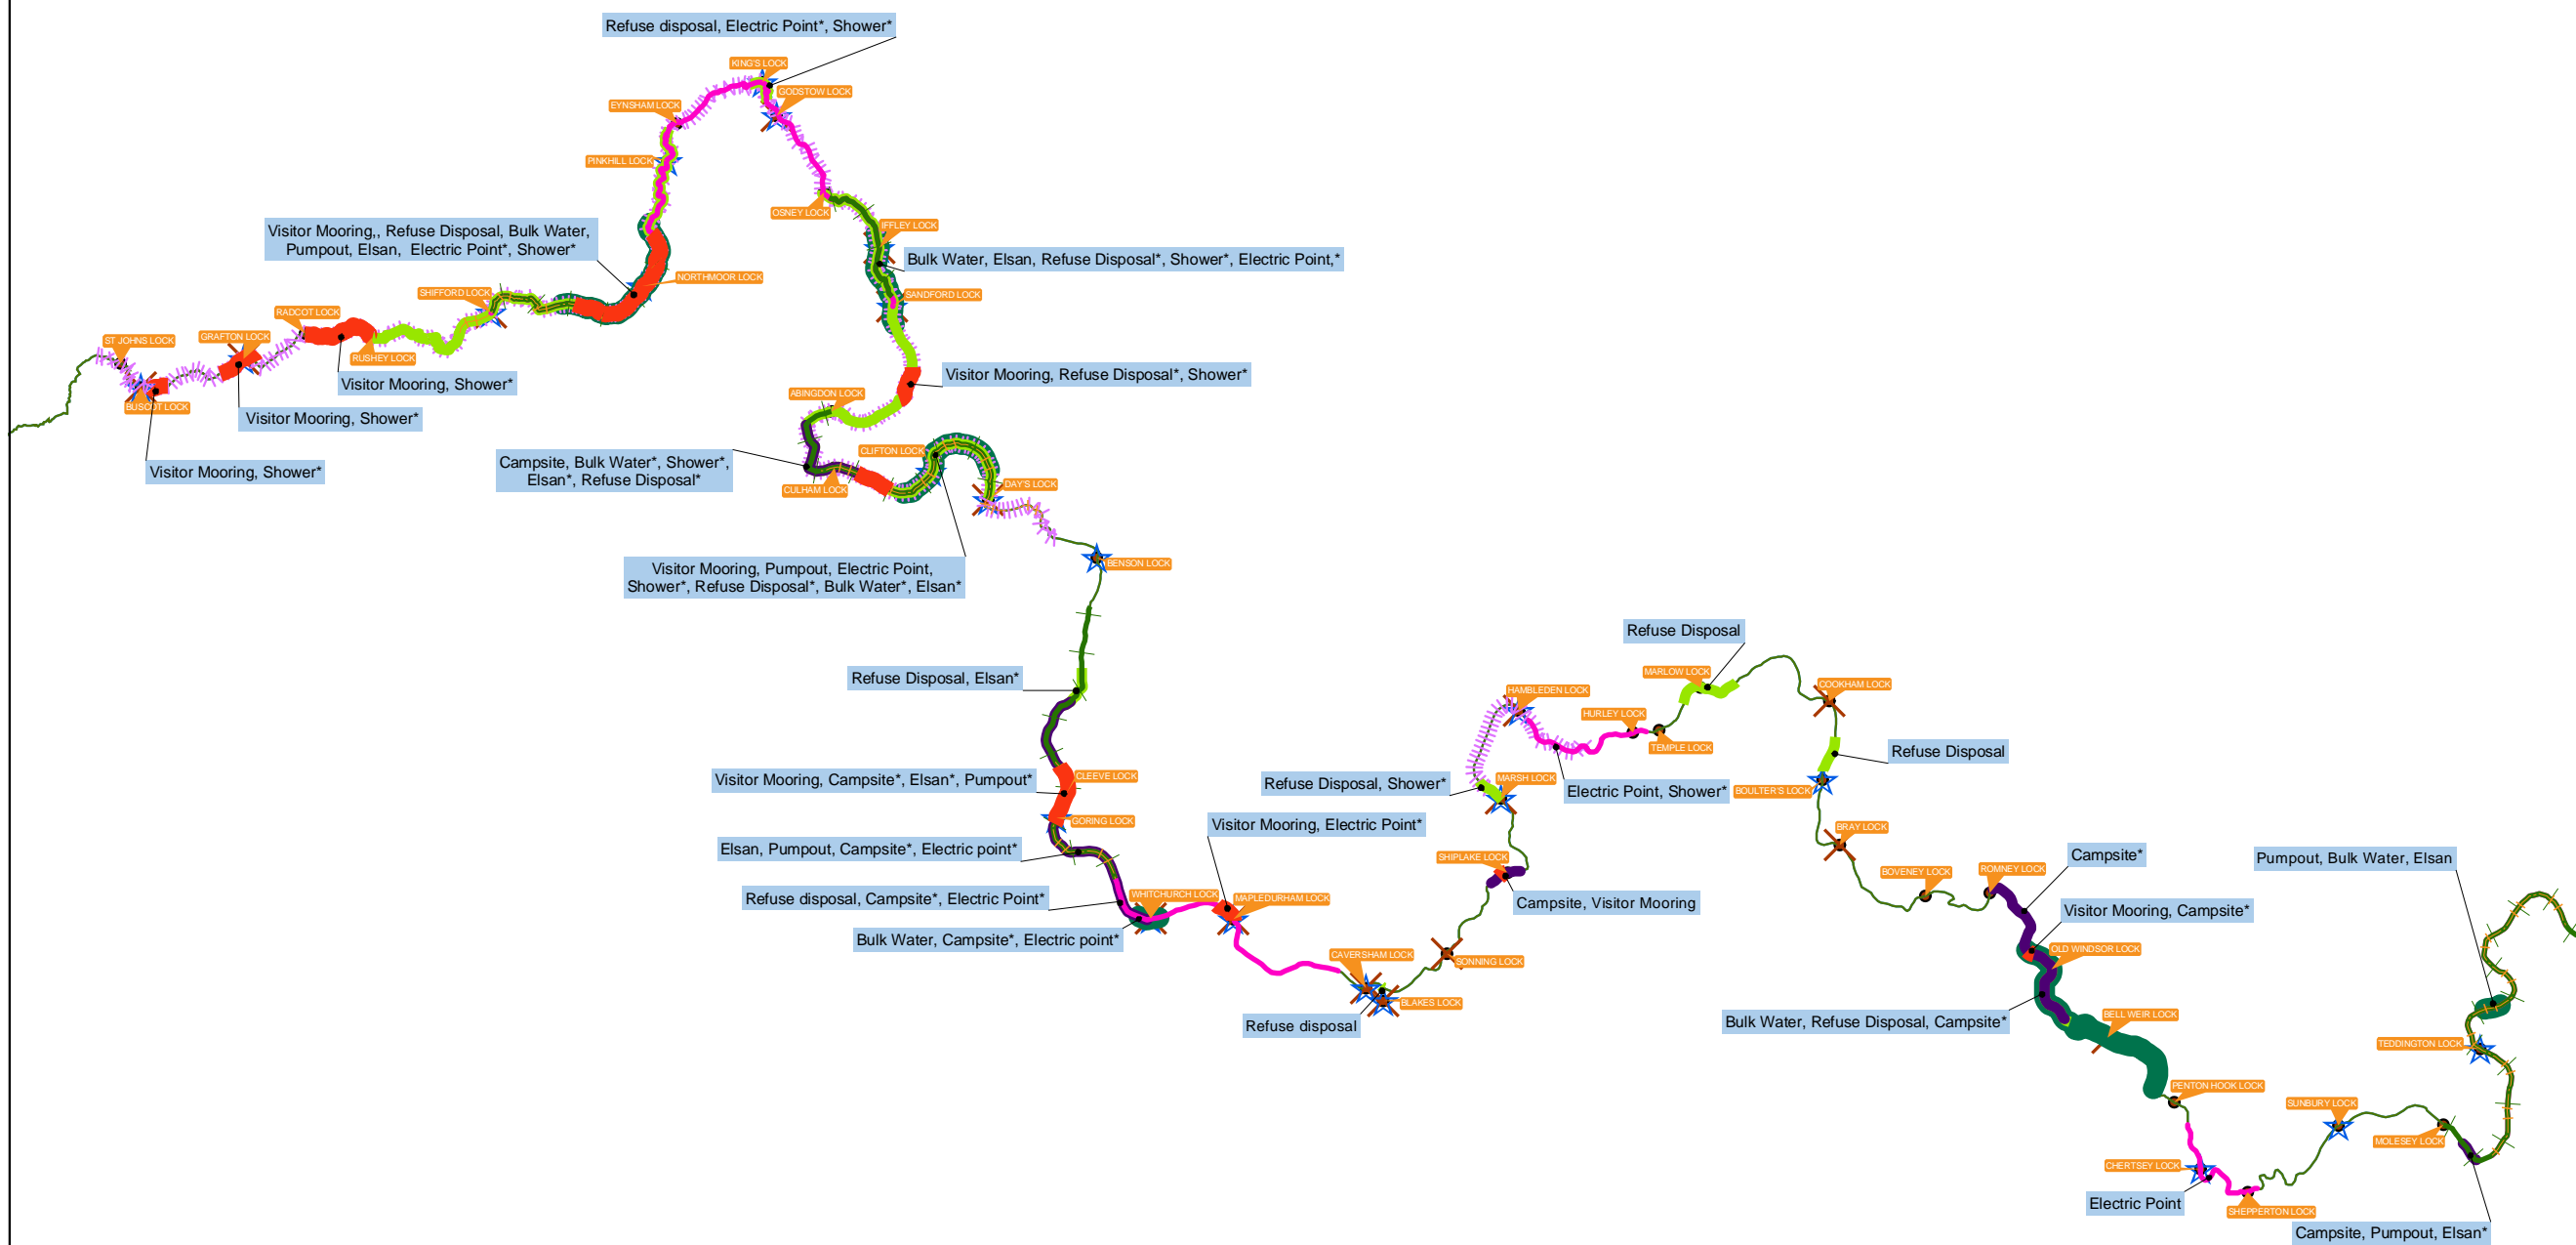 Refuse disposal, Electric Point*, Shower*
KING'S LOCK
GODSTOW LOCK
EYNSHAM LOCK
PINKHILL LOCK
OSNEY LOCK
IFFLEY LOCK
Visitor Mooring,, Refuse Disposal, Bulk Water,
Pumpout, Elsan, Electric Point*, Shower*
Bulk Water, Elsan, Refuse Disposal*, Shower*, Electric Point,*
NORTHMOOR LOCK
SHIFFORD LOCK
SANDFORD LOCK
RADCOT LOCK
GRAFTON LOCK
ST JOHNS LOCK
RUSHEY LOCK
Visitor Mooring, Shower*
Visitor Mooring, Refuse Disposal*, Shower*
BUSCOT LOCK
Visitor Mooring, Shower*
ABINGDON LOCK
Visitor Mooring, Shower*
Campsite, Bulk Water*, Shower*,
Elsan*, Refuse Disposal*
CLIFTON LOCK
CULHAM LOCK
DAY'S LOCK
BENSON LOCK
Visitor Mooring, Pumpout, Electric Point,
Shower*, Refuse Disposal*, Bulk Water*, Elsan*
Refuse Disposal
Refuse Disposal, Elsan*
MARLOW LOCK
COOKHAM LOCK
HAMBLEDEN LOCK
HURLEY LOCK
TEMPLE LOCK
Refuse Disposal
Visitor Mooring, Campsite*, Elsan*, Pumpout*
CLEEVE LOCK
Refuse Disposal, Shower*
MARSH LOCK
Electric Point, Shower*
BOULTER'S LOCK
GORING LOCK
Visitor Mooring, Electric Point*
BRAY LOCK
Elsan, Pumpout, Campsite*, Electric point*
SHIPLAKE LOCK
Campsite*
Pumpout, Bulk Water, Elsan
BOVENEY LOCK
ROMNEY LOCK
Refuse disposal, Campsite*, Electric Point*
WHITCHURCH LOCK
MAPLEDURHAM LOCK
Campsite, Visitor Mooring
Visitor Mooring, Campsite*
Bulk Water, Campsite*, Electric point*
CAVERSHAM LOCK
SONNING LOCK
OLD WINDSOR LOCK
BLAKES LOCK
Refuse disposal
Bulk Water, Refuse Disposal, Campsite*
BELL WEIR LOCK
TEDDINGTON LOCK
PENTON HOOK LOCK
SUNBURY LOCK
MOLESEY LOCK
CHERTSEY LOCK
Electric Point
SHEPPERTON LOCK
Campsite, Pumpout, Elsan*